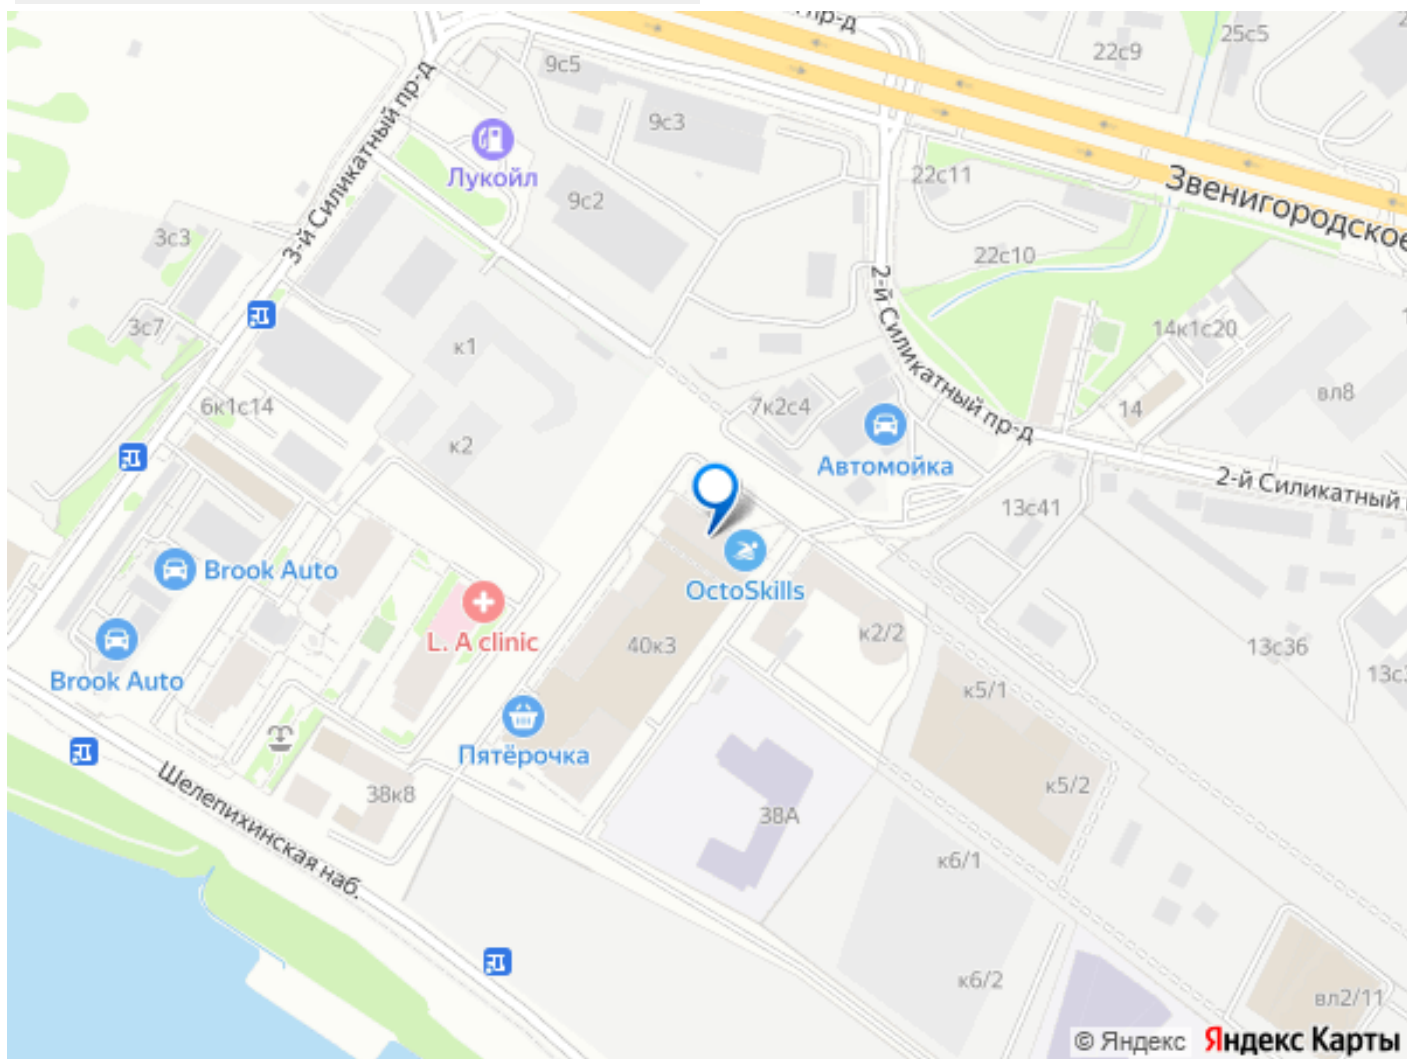 9с5
22с9
25с5
9с3
3-й Силикатный пр-д
Лукойл
22с11
Звенигородское
9с2
3с3
22с10
2-й Силикатный пр-д
3с7
14к1с20
к1
вл8
6к1с14
7к2с4
14
к2
Автомойка
2-й Силикатный
13с41
Brook Auto
OctoSkills
L. A clinic
40к3
к2/2
13с36
Brook Auto
к5/1
Пятёрочка
к5/2
Шелепихинская наб.
38к8
38А
к6/1
к6/2
вл2/11
© Яндекс Яндекс Карты